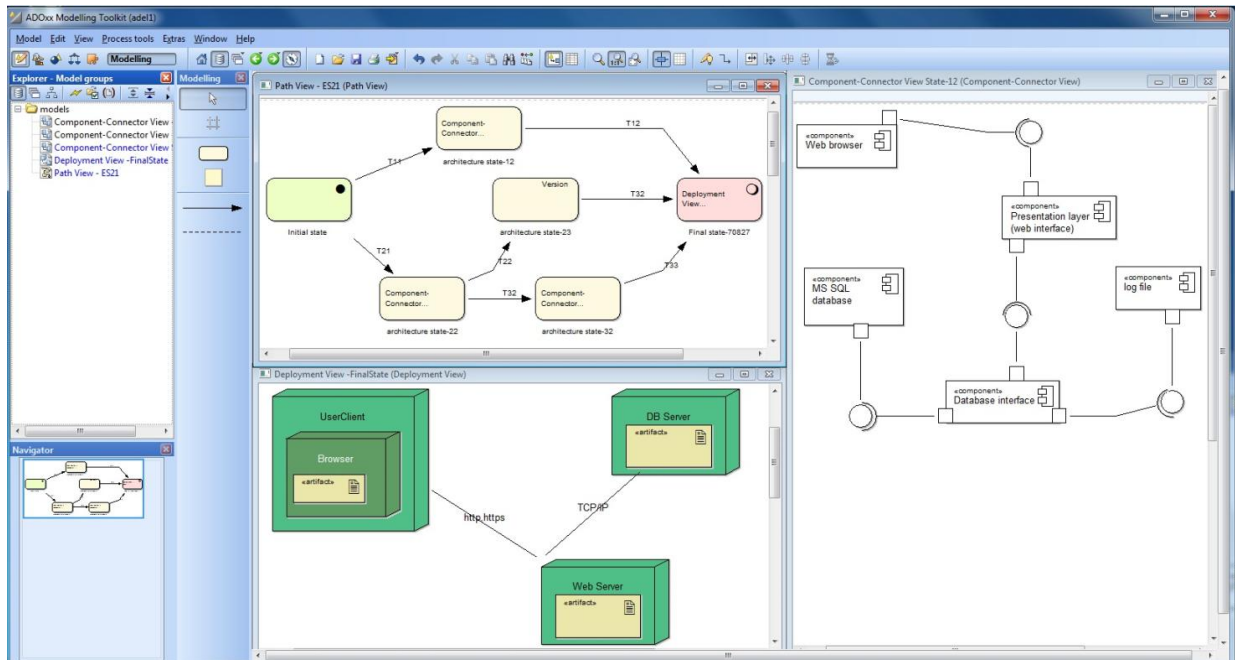 ADOxx Modelling Toolkit (adel1)
Model Edit View Process tools Extras Window Help
Modelling
Explorer - Model groups
models
Component-Connector View
Component-Connector View
Component-Connector View
Deployment View -FinalState
Path View - ES21
Navigator
Modelling
Path View - ES21 (Path View)
Component-
Connector...
architecture state-12
T12
T11
Initial state
Version
architecture state-23
T32
Deployment
View...
Final state-70827
T21
T22
T33
Component-
Connector...
architecture state-22
T32
Component-
Connector...
architecture state-32
Deployment View -FinalState (Deployment View)
UserClient
Browser
«artifact»
DB Server
«artifact»
http,https
TCP/IP
Web Server
«artifact»
Component-Connector View State-12 (Component-Connector View)
«component»
Web browser
«component»
Presentation layer
(web interface)
«component»
MS SQL
database
«component»
log file
«component»
Database interface